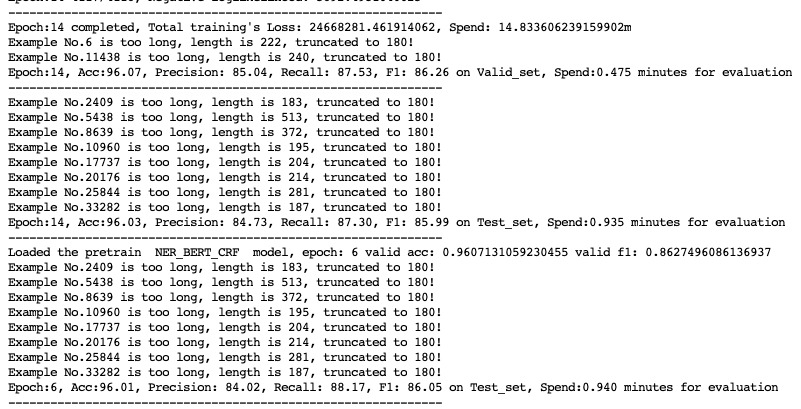 ------------------------------------------------------------
Epoch:14 completed, Total training's Loss: 24668281.461914062, Spend: 14.833606239159902m
Example No.6 is too long, length is 222, truncated to 180!
Example No.11438 is too long, length is 240, truncated to 180!
Epoch:14, Acc:96.07, Precision: 85.04, Recall: 87.53, F1: 86.26 on Valid_set, Spend:0.475 minutes for evaluation
------------------------------------------------------------
Example No.2409 is too long, length is 183, truncated to 180!
Example No.5438 is too long, length is 513, truncated to 180!
Example No.8639 is too long, length is 372, truncated to 180!
Example No.10960 is too long, length is 195, truncated to 180!
Example No.17737 is too long, length is 204, truncated to 180!
Example No.20176 is too long, length is 214, truncated to 180!
Example No.25844 is too long, length is 281, truncated to 180!
Example No.33282 is too long, length is 187, truncated to 180!
Epoch:14, Acc:96.03, Precision: 84.73, Recall: 87.30, F1: 85.99 on Test_set, Spend:0.935 minutes for evaluation
------------------------------------------------------------
Loaded the pretrain  NER_BERT_CRF  model, epoch: 6 valid acc: 0.9607131059230455 valid f1: 0.8627496086136937
Example No.2409 is too long, length is 183, truncated to 180!
Example No.5438 is too long, length is 513, truncated to 180!
Example No.8639 is too long, length is 372, truncated to 180!
Example No.10960 is too long, length is 195, truncated to 180!
Example No.17737 is too long, length is 204, truncated to 180!
Example No.20176 is too long, length is 214, truncated to 180!
Example No.25844 is too long, length is 281, truncated to 180!
Example No.33282 is too long, length is 187, truncated to 180!
Epoch:6, Acc:96.01, Precision: 84.02, Recall: 88.17, F1: 86.05 on Test_set, Spend:0.940 minutes for evaluation
------------------------------------------------------------